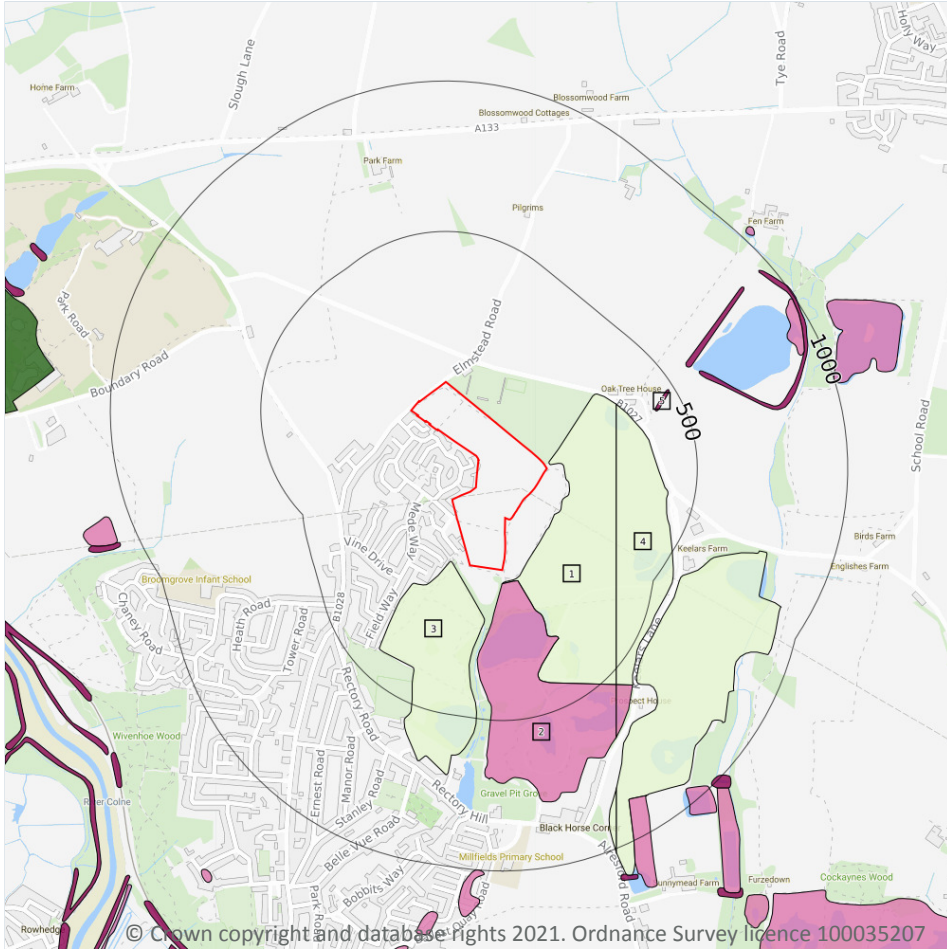 Holy Way
Tye Road
Slough Lane
Home Farm
Blossomwood Farm
Blossomwood Cottages
A133
Park Farm
Pilgrims
Fen Farm
Park Road
Elmstead Road
1000
Boundary Road
Oak Tree House
B1027
500
School Road
Mede Way
4
Keelars Farm
Birds Farm
Englishes Farm
Vine Drive
1
Broomgrove Infant School
Chaney Road
Heath Road
Tower Road
B1028
Field Way
3
Keelars Lane
Rectory Road
Prospect House
Wivenhoe Wood
2
Ernest Road
Manor Road
Stanley Road
River Colne
Rectory Hill
Gravel Pit
Belle Vue Road
Black Horse Corner
Millfields Primary School
Alresford Road
Bobbits Way
Sunnymead Farm
Furzedown
Cockaynes Wood
Park Road
Rowhedge
© Crown copyright and database rights 2021. Ordnance Survey licence 100035207